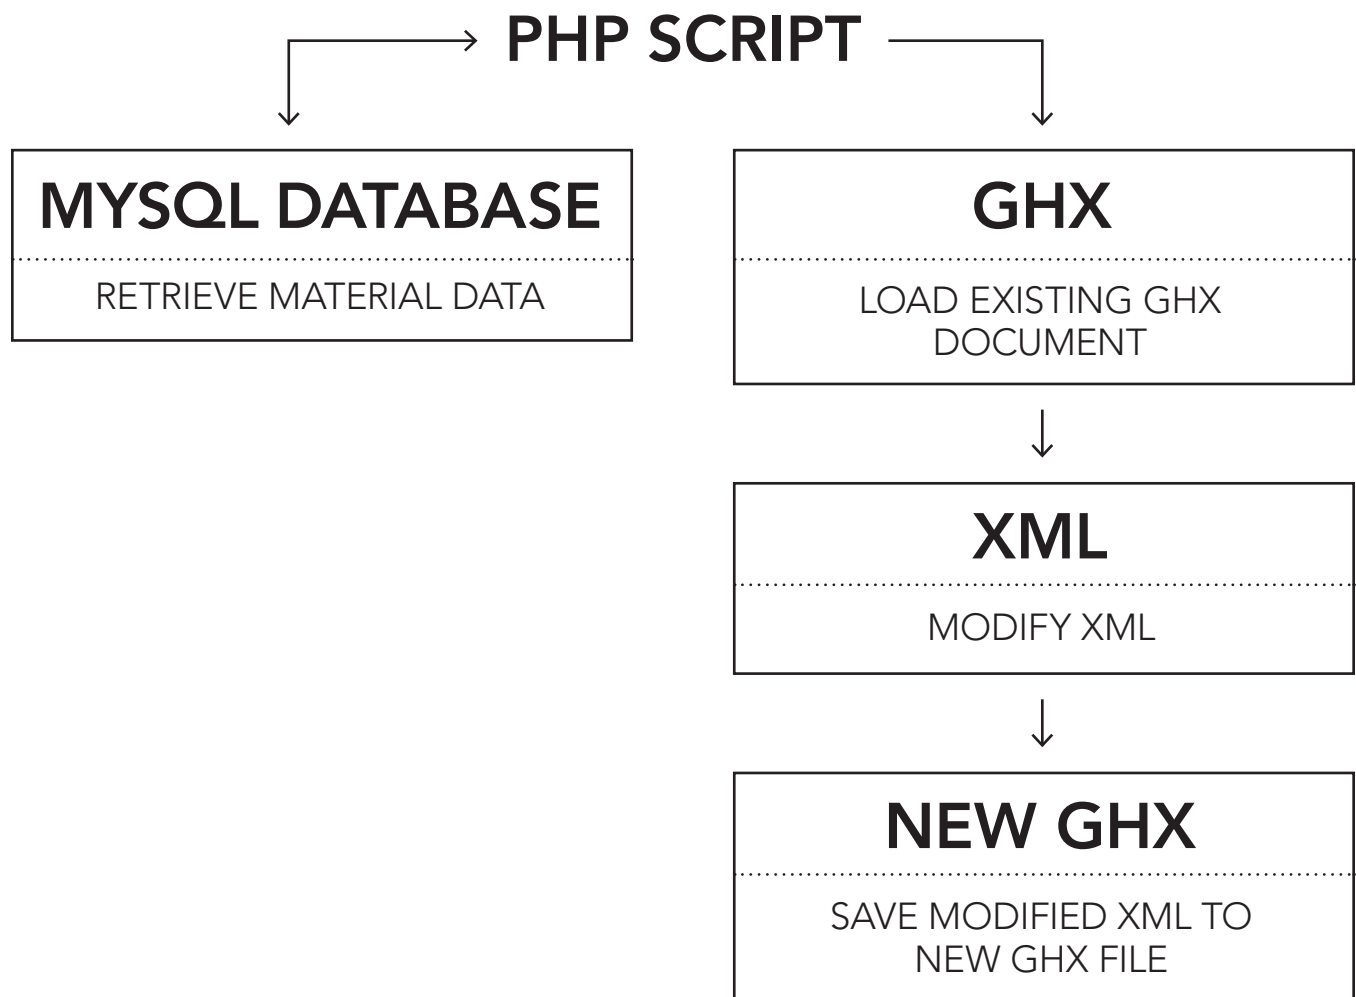 PHP SCRIPT
MYSQL DATABASE
RETRIEVE MATERIAL DATA
GHX
LOAD EXISTING GHX
DOCUMENT
XML
MODIFY XML
NEW GHX
SAVE MODIFIED XML TO
NEW GHX FILE